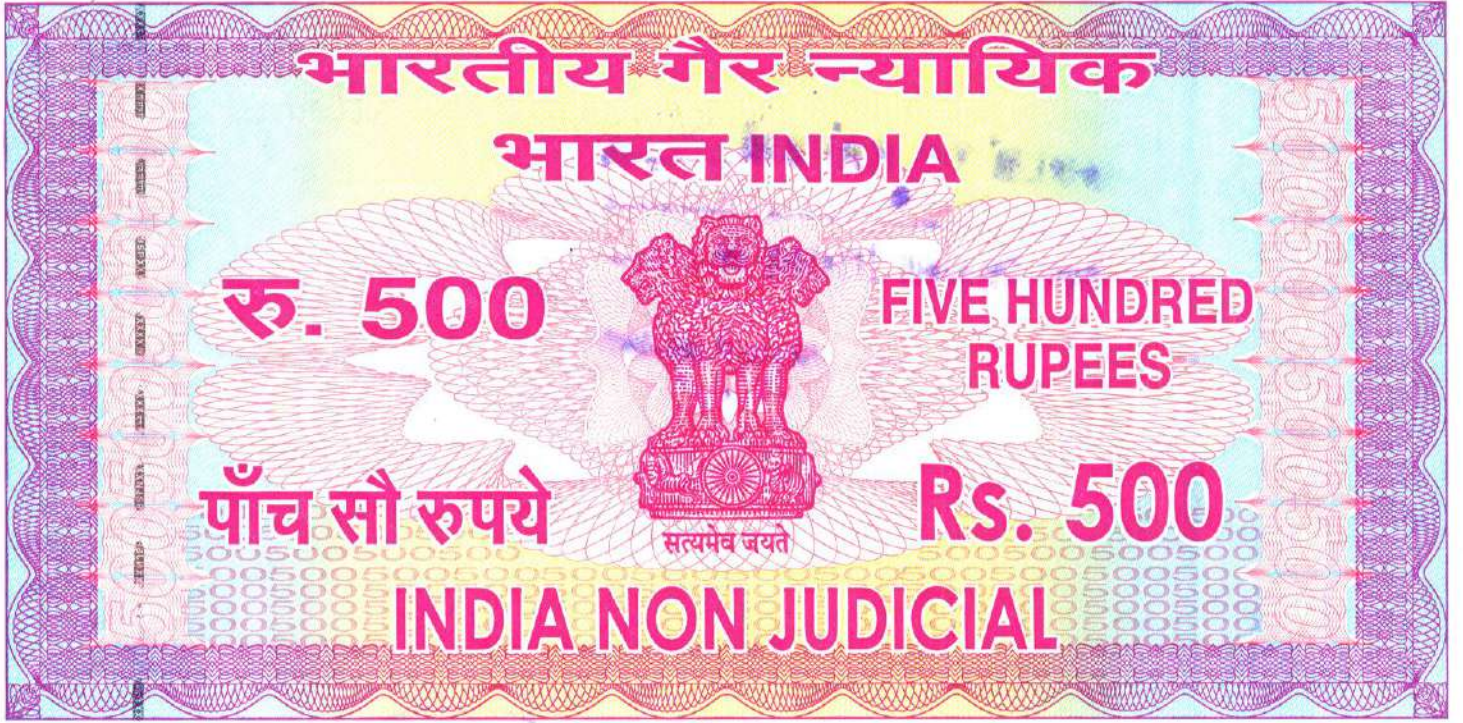 भारतीय गैर न्यायिक
भारत INDIA
रु. 500
FIVE HUNDRED
RUPEES
पाँच सौ रुपये
Rs. 500
सत्यमेव जयते
INDIA NON JUDICIAL